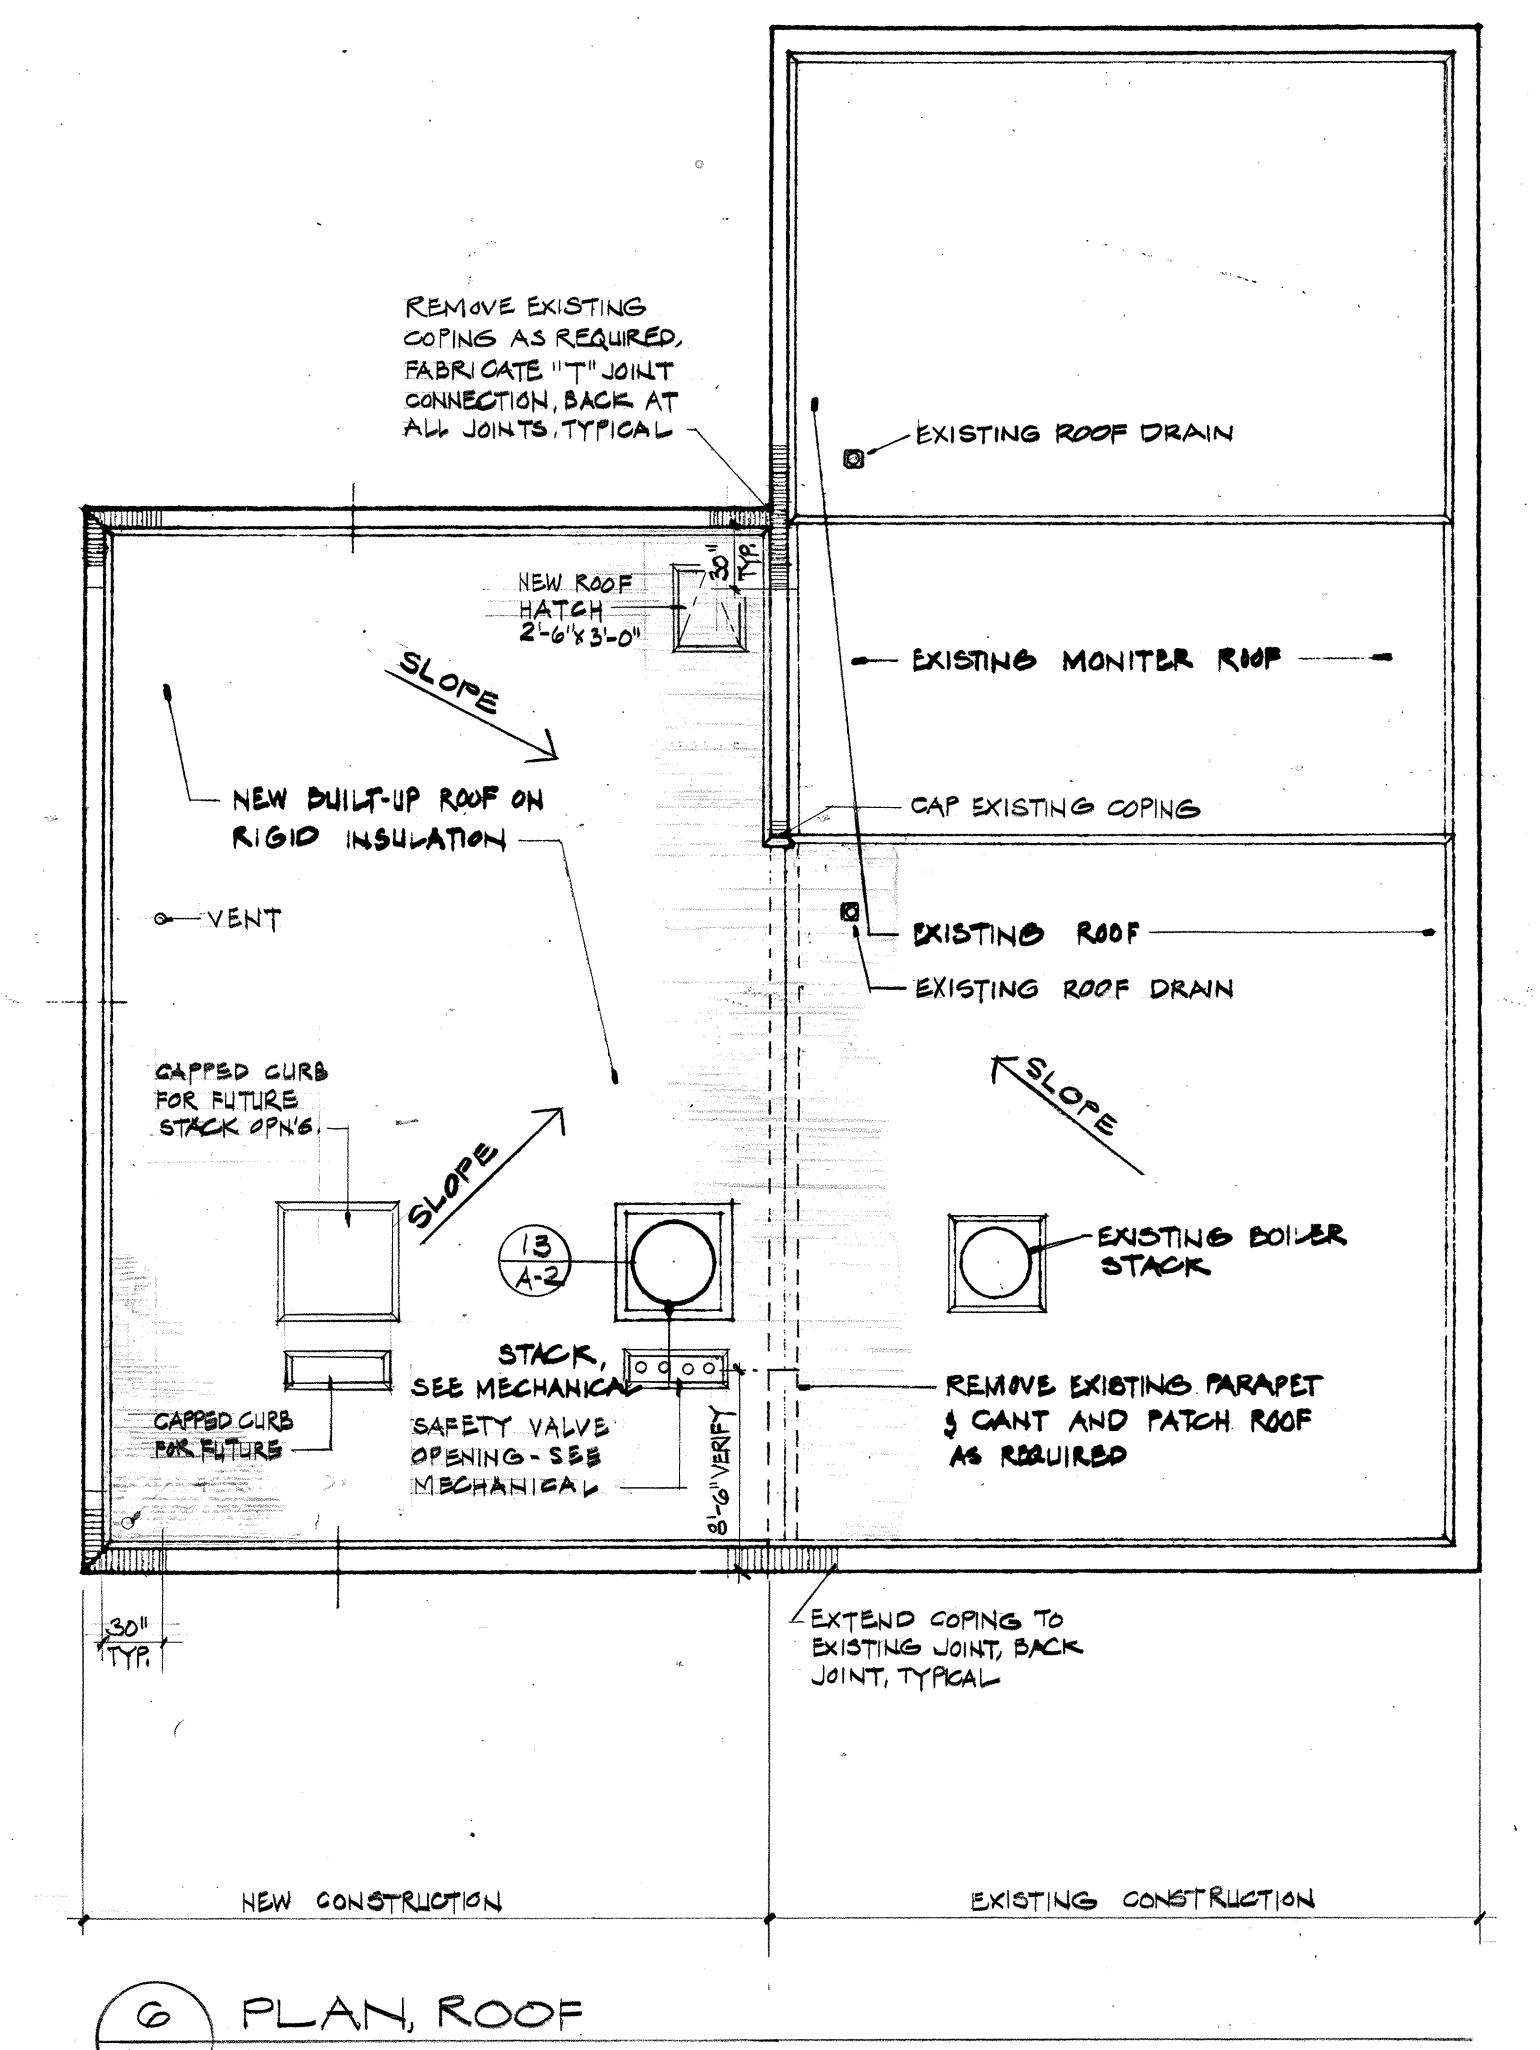 REMOVE EXISTING
COPING AS REQUIRED,
FABRICATE "T" JOINT
CONNECTION, BACK AT
ALL JOINTS, TYPICAL
EXISTING ROOF DRAIN
30"
TYP.
NEW ROOF
HATCH
2'-6"X3'-0"
SLOPE
EXISTING MONITER ROOF
NEW BUILT-UP ROOF ON
RIGID INSULATION
CAP EXISTING COPING
VENT
EXISTING ROOF
EXISTING ROOF DRAIN
CAPPED CURB
FOR FUTURE
STACK OPN'G.
SLOPE
SLOPE
13
A-2
EXISTING BOILER
STACK
STACK,
SEE MECHANICAL
CAPPED CURB
FOR FUTURE
SAFETY VALVE
OPENING - SEE
MECHANICAL
8'-6" VERIFY
REMOVE EXISTING PARAPET
& CANT AND PATCH ROOF
AS REQUIRED
30"
TYP.
EXTEND COPING TO
EXISTING JOINT, BACK
JOINT, TYPICAL
NEW CONSTRUCTION
EXISTING CONSTRUCTION
6
PLAN, ROOF